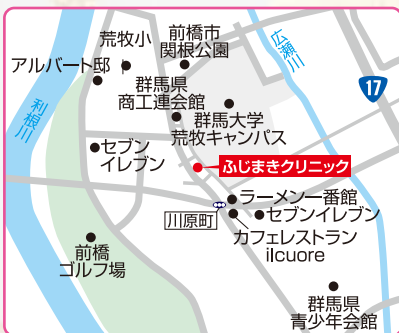 荒牧小
前橋市
関根公園
広瀬川
アルバート邸
17
群馬県
商工連会館
群馬大学
荒牧キャンパス
利根川
セブン
イレブン
ふじまきクリニック
ラーメン一番館
川原町
セブンイレブン
カフェレストラン
ilcuore
前橋
ゴルフ場
群馬県
青少年会館